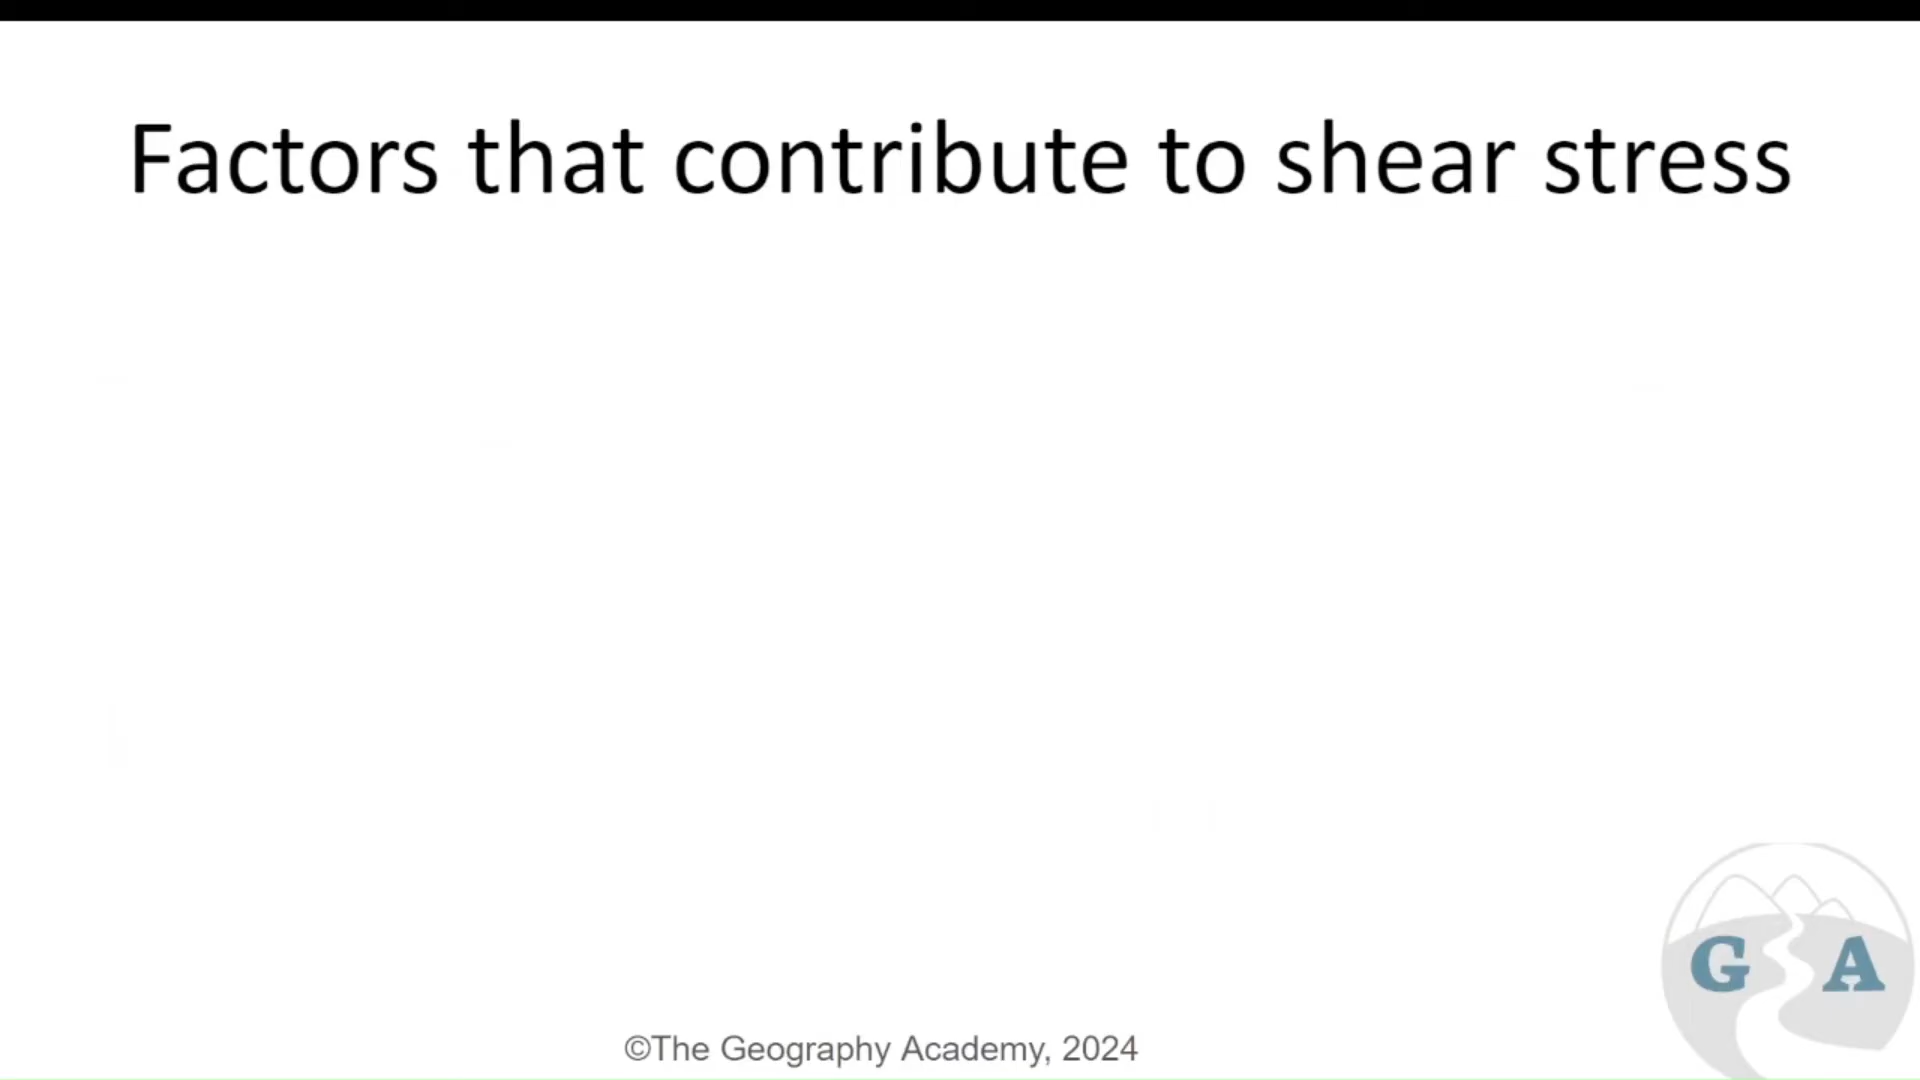 Factors that contribute to shear stress
G A
©The Geography Academy, 2024